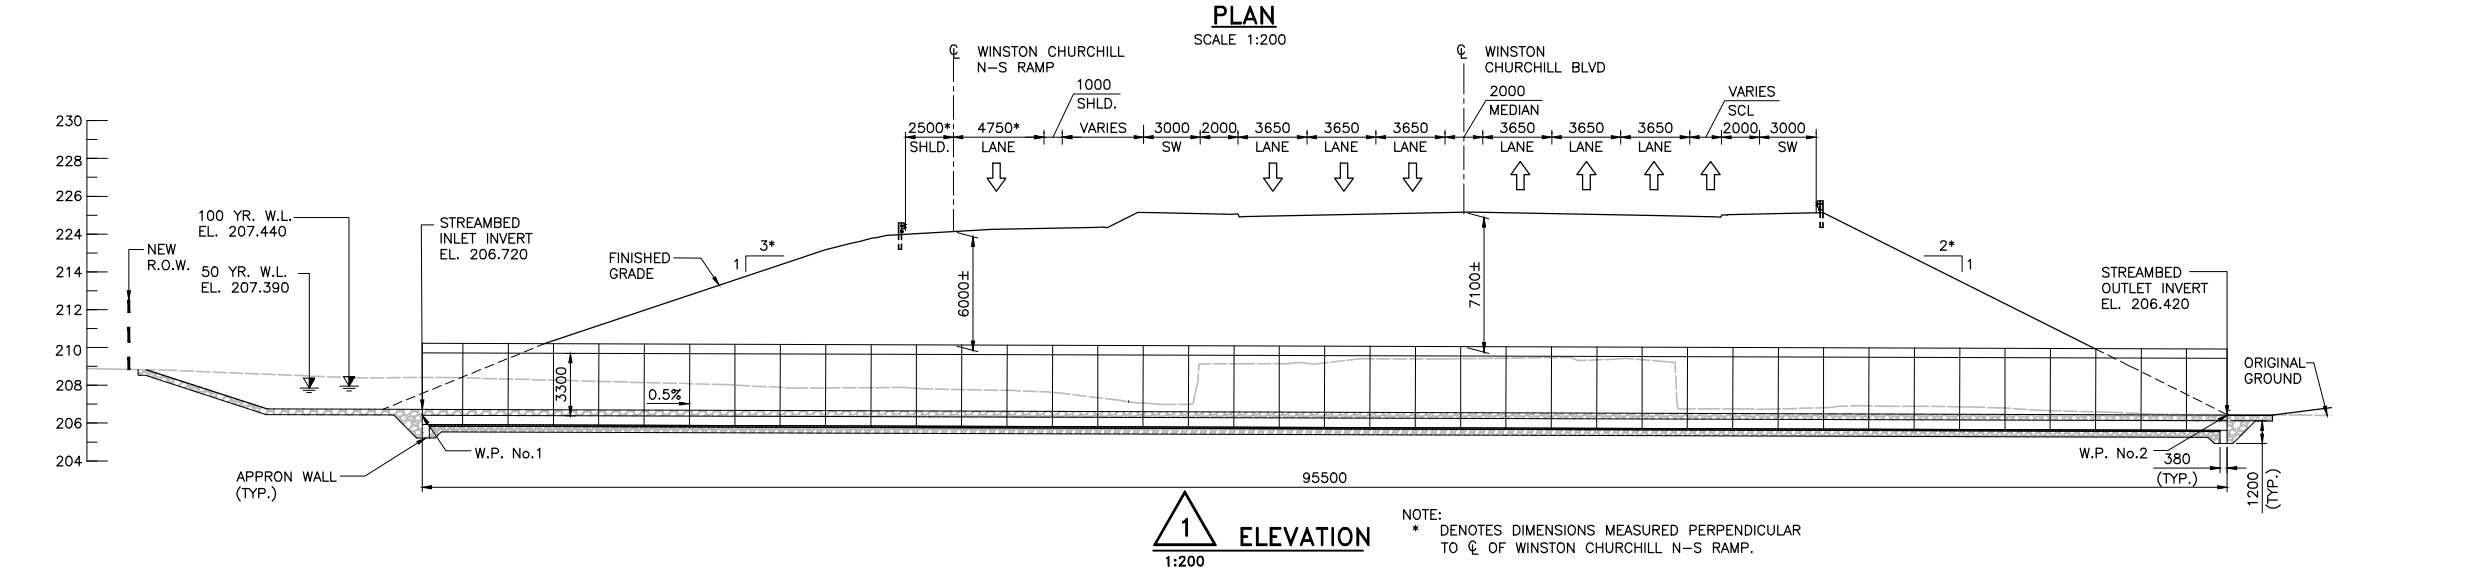 PLAN
SCALE 1:200
℄ WINSTON CHURCHILL
N-S RAMP
℄ WINSTON
CHURCHILL BLVD
1000
SHLD.
2000
MEDIAN
VARIES
SCL
2500*
SHLD.
4750*
LANE
VARIES
3000
SW
2000
3650
LANE
3650
LANE
3650
LANE
3650
LANE
3650
LANE
3650
LANE
2000
3000
SW
230
228
226
224
214
212
210
208
206
204
NEW
R.O.W.
100 YR. W.L.
EL. 207.440
50 YR. W.L.
EL. 207.390
STREAMBED
INLET INVERT
EL. 206.720
FINISHED
GRADE
1
3*
6000±
7100±
2*
1
STREAMBED
OUTLET INVERT
EL. 206.420
ORIGINAL
GROUND
3300
0.5%
W.P. No.1
APPRON WALL
(TYP.)
95500
W.P. No.2
380
(TYP.)
1200
(TYP.)
1
ELEVATION
1:200
NOTE:
* DENOTES DIMENSIONS MEASURED PERPENDICULAR
TO ℄ OF WINSTON CHURCHILL N-S RAMP.